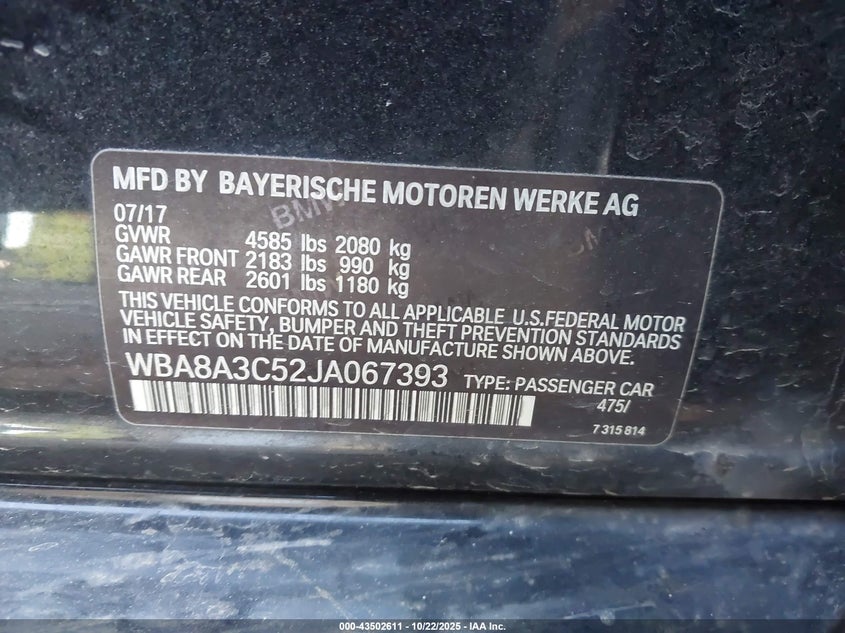 MFD BY BAYERISCHE MOTOREN WERKE AG
07/17
GVWR 4585 lbs 2080 kg
GAWR FRONT 2183 lbs 990 kg
GAWR REAR 2601 lbs 1180 kg
THIS VEHICLE CONFORMS TO ALL APPLICABLE U.S.FEDERAL MOTOR
VEHICLE SAFETY, BUMPER AND THEFT PREVENTION STANDARDS
IN EFFECT ON THE DATE OF MANUFACTURE SHOWN ABOVE.
WBA8A3C52JA067393 TYPE: PASSENGER CAR
475/
7 315 814
000-43502611 - 10/22/2025 - IAA Inc.